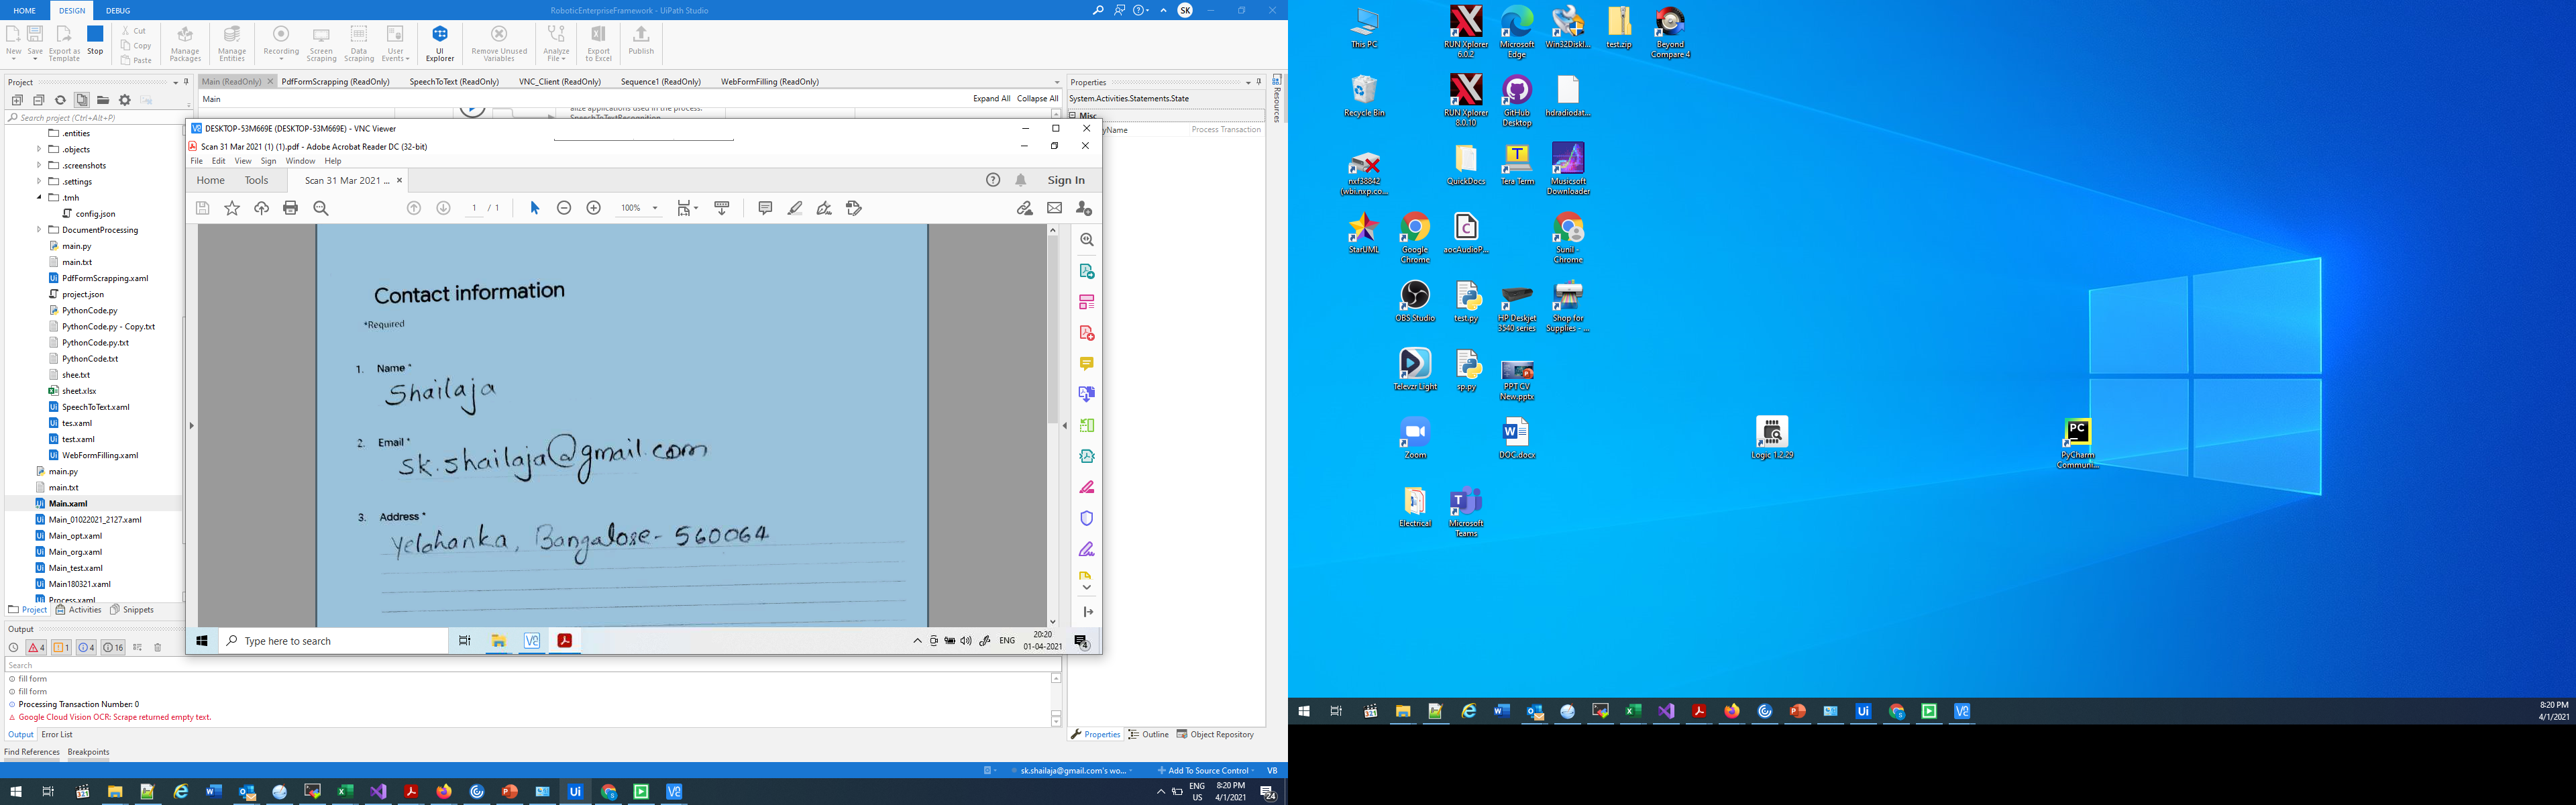 HOME DESIGN DEBUG
RoboticEnterpriseFramework - UiPath Studio
SK
New Save Export as Template Stop
Cut
Copy
Paste
Manage Packages
Manage Entities
Recording
Screen Scraping
Data Scraping
User Events
UI Explorer
Remove Unused Variables
Analyze File
Export to Excel
Publish
Project
Search project (Ctrl+Alt+P)
.entities
.objects
.screenshots
.settings
.tmh
config.json
DocumentProcessing
main.py
main.txt
PdfFormScrapping.xaml
project.json
PythonCode.py
PythonCode.py - Copy.txt
PythonCode.py.txt
PythonCode.txt
shee.txt
sheet.xlsx
SpeechToText.xaml
tes.xaml
test.xaml
WebFormFilling.xaml
main.py
main.txt
Main.xaml
Main_01022021_2127.xaml
Main_opt.xaml
Main_org.xaml
Main_test.xaml
Main180321.xaml
Process.xaml
Project Activities Snippets
Main (ReadOnly) PdfFormScrapping (ReadOnly) SpeechToText (ReadOnly) VNC_Client (ReadOnly) Sequence1 (ReadOnly) WebFormFilling (ReadOnly)
Main Expand All Collapse All
alize applications used in the process.
SpeechToTextRecognition
Properties
System.Activities.Statements.State
Misc
yName Process Transaction
Resources
DESKTOP-53M669E (DESKTOP-53M669E) - VNC Viewer
Scan 31 Mar 2021 (1) (1).pdf - Adobe Acrobat Reader DC (32-bit)
File Edit View Sign Window Help
Home Tools Scan 31 Mar 2021 ... Sign In
1 / 1 100%
Contact information
*Required
1. Name *
Shailaja
2. Email *
sk.shailaja@gmail.com
3. Address *
Yelahanka, Bangalore - 560064
Type here to search
ENG 20:20
01-04-2021
4
Output
4 1 4 16
Search
fill form
fill form
Processing Transaction Number: 0
Google Cloud Vision OCR: Scrape returned empty text.
Output Error List
Find References Breakpoints
Properties Outline Object Repository
sk.shailaja@gmail.com's wo... Add To Source Control VB
ENG US 8:20 PM 4/1/2021 24
This PC
RUN Xplorer 6.0.2
Microsoft Edge
Win32DiskI...
test.zip
Beyond Compare 4
Recycle Bin
RUN Xplorer 8.0.10
GitHub Desktop
hdradiodat...
nxf38842 (wbi.nxp.co...
QuickDocs
Tera Term
Musicsoft Downloader
StarUML
Google Chrome
aocAudioP...
Sunil - Chrome
OBS Studio
test.py
HP Deskjet 3540 series
Shop for Supplies - ...
Televzr Light
sp.py
PPT CV New.pptx
Zoom
DOC.docx
Logic 1.2.29
PyCharm Communi...
Electrical
Microsoft Teams
8:20 PM
4/1/2021